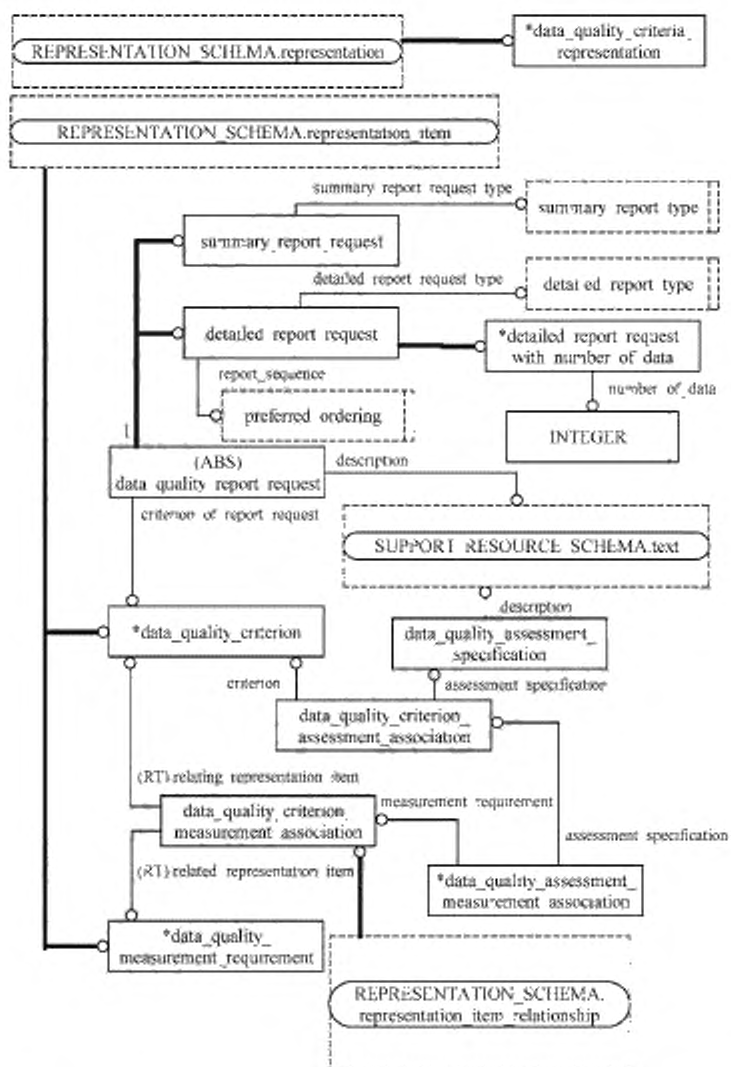 REPRESENTATION_SCHEMA.representation
*data_quality_criteria_
representation
REPRESENTATION_SCHEMA.representation_item
summary report request type
summary report type
summary_report_request
detailed report request type
detailed report type
detailed report request
*detailed report request
with number of data
report_sequence
number of_data
preferred ordering
INTEGER
1
(ABS)
data quality report request
description
criterion of report request
SUPPORT RESOURCE SCHEMA.text
description
*data_quality_criterion
data_quality_assessment_
specification
criterion
assessment specification
data_quality_criterion_
assessment_association
(RT)-relating representation item
measurement requirement
data_quality_criterion_
measurement association
assessment specification
(RT)-related representation item
*data_quality_assessment_
measurement association
*data_quality_
measurement_requirement
REPRESENTATION_SCHEMA.
representation_item_relationship